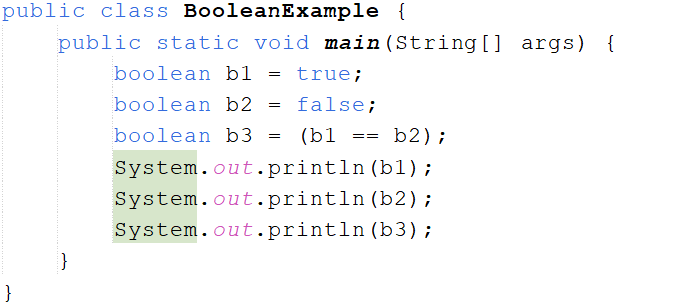 public class BooleanExample {
    public static void main(String[] args) {
        boolean b1 = true;
        boolean b2 = false;
        boolean b3 = (b1 == b2);
        System.out.println(b1);
        System.out.println(b2);
        System.out.println(b3);
    }
}